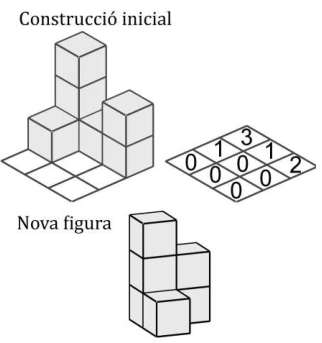 Construcció inicial
3
1 1
0 0 2
0 0
0
Nova figura